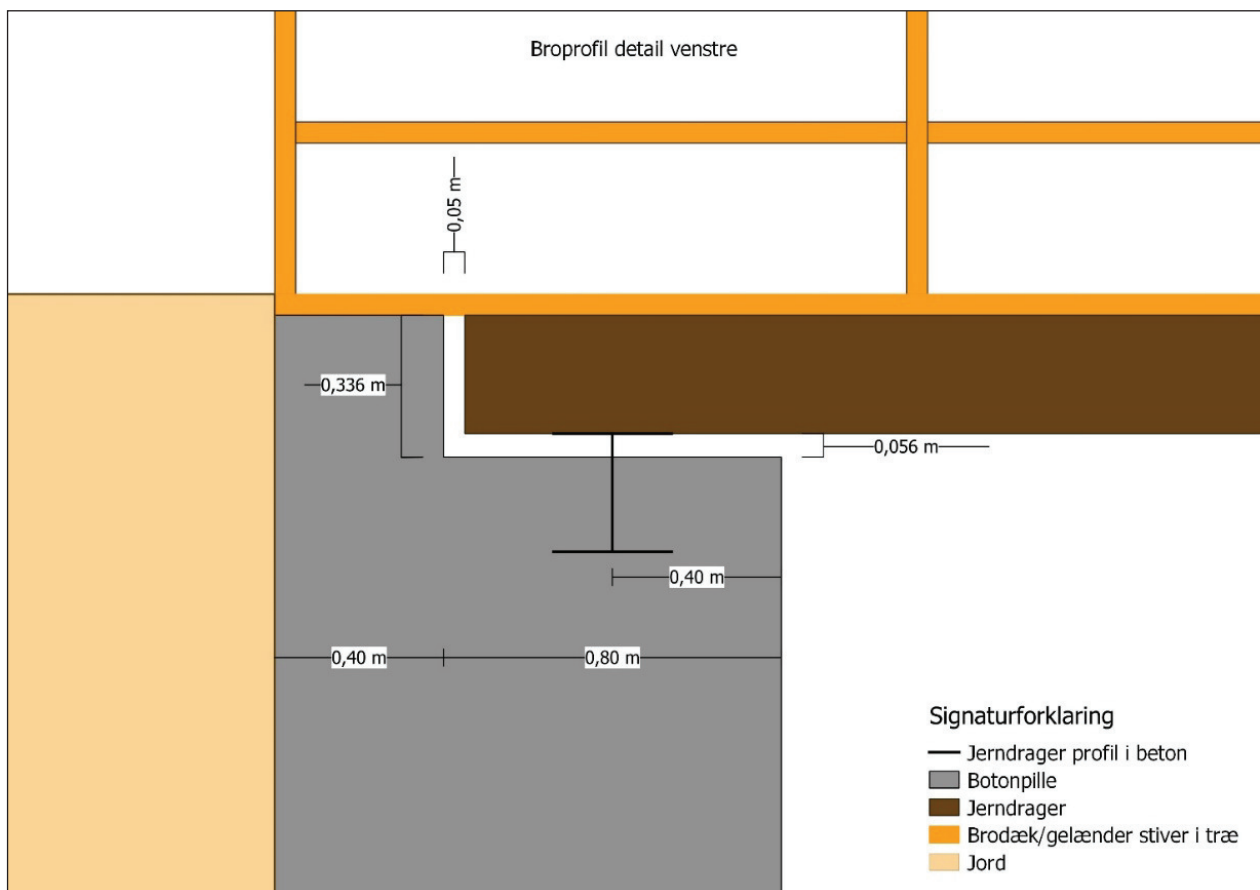 Broprofil detail venstre
0,05 m
0,336 m
0,056 m
0,40 m
0,40 m
0,80 m
Signaturforklaring
Jerndrager profil i beton
Botonpille
Jerndrager
Brodæk/gelænder stiver i træ
Jord